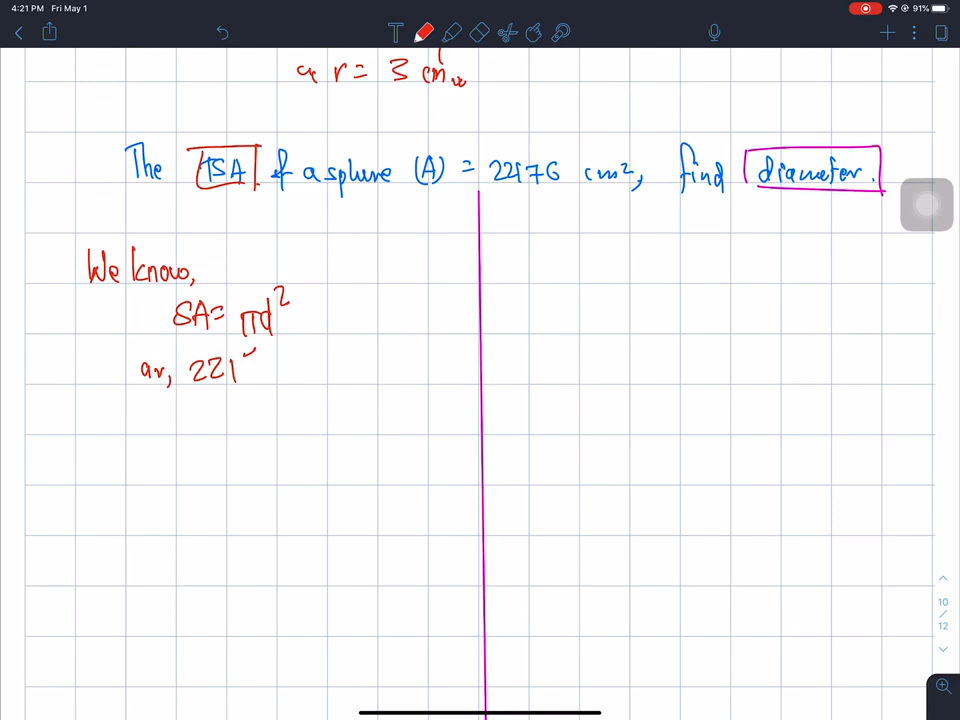 4:21 PM Fri May 1
91%
r = 3 cm
The TSA of a sphere (A) = 22176 cm², find diameter.
We know,
SA = πd²
or, 221
10
/
12